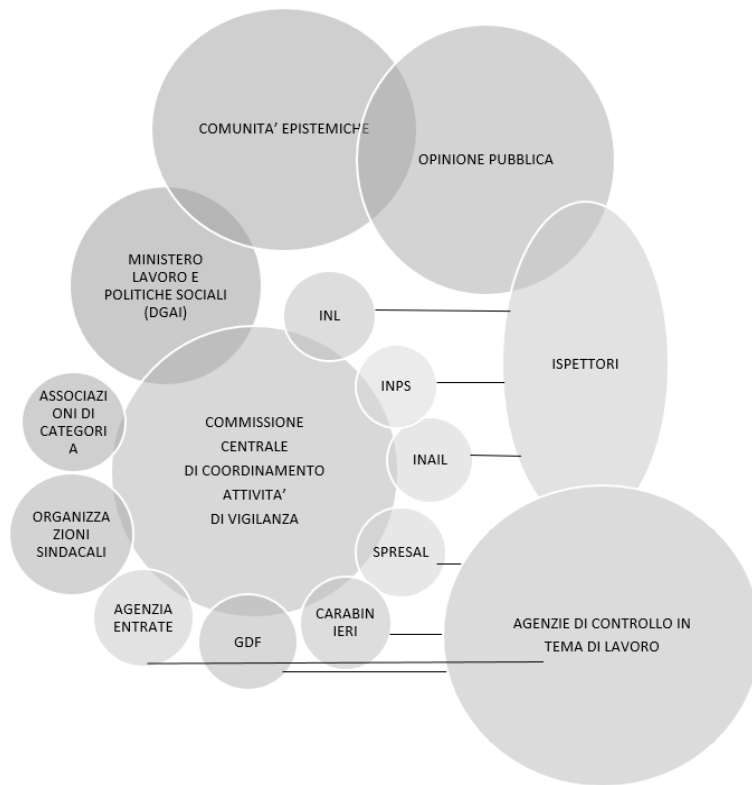 COMUNITA' EPISTEMICHE
OPINIONE PUBBLICA
MINISTERO
LAVORO E
POLITICHE SOCIALI
(DGAI)
INL
ISPETTORI
INPS
ASSOCIAZI
ONI DI
CATEGORI
A
COMMISSIONE
CENTRALE
DI COORDINAMENTO
ATTIVITA'
DI VIGILANZA
INAIL
ORGANIZZA
ZIONI
SINDACALI
SPRESAL
AGENZIA
ENTRATE
GDF
CARABIN
IERI
AGENZIE DI CONTROLLO IN
TEMA DI LAVORO